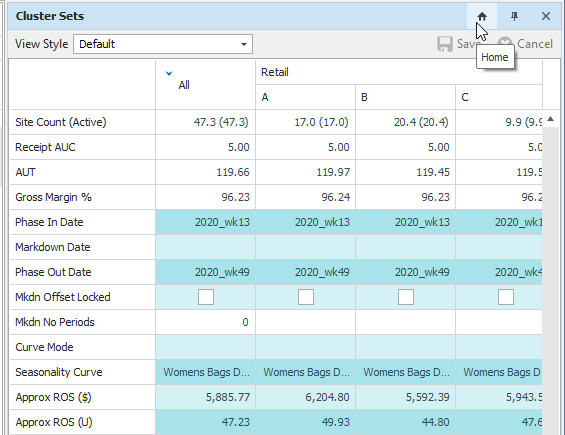 Cluster Sets
View Style Default Save Cancel
Home
All Retail
A B C
Site Count (Active) 47.3 (47.3) 17.0 (17.0) 20.4 (20.4) 9.9 (9.9
Receipt AUC 5.00 5.00 5.00 5.00
AUT 119.66 119.97 119.45 119.5
Gross Margin % 96.23 96.24 96.23 96.2
Phase In Date 2020_wk13 2020_wk13 2020_wk13 2020_wk1
Markdown Date
Phase Out Date 2020_wk49 2020_wk49 2020_wk49 2020_wk4
Mkdn Offset Locked
Mkdn No Periods 0
Curve Mode
Seasonality Curve Womens Bags D... Womens Bags D... Womens Bags D... Womens Bags D...
Approx ROS ($) 5,885.77 6,204.80 5,592.39 5,943.5
Approx ROS (U) 47.23 49.93 44.80 47.6